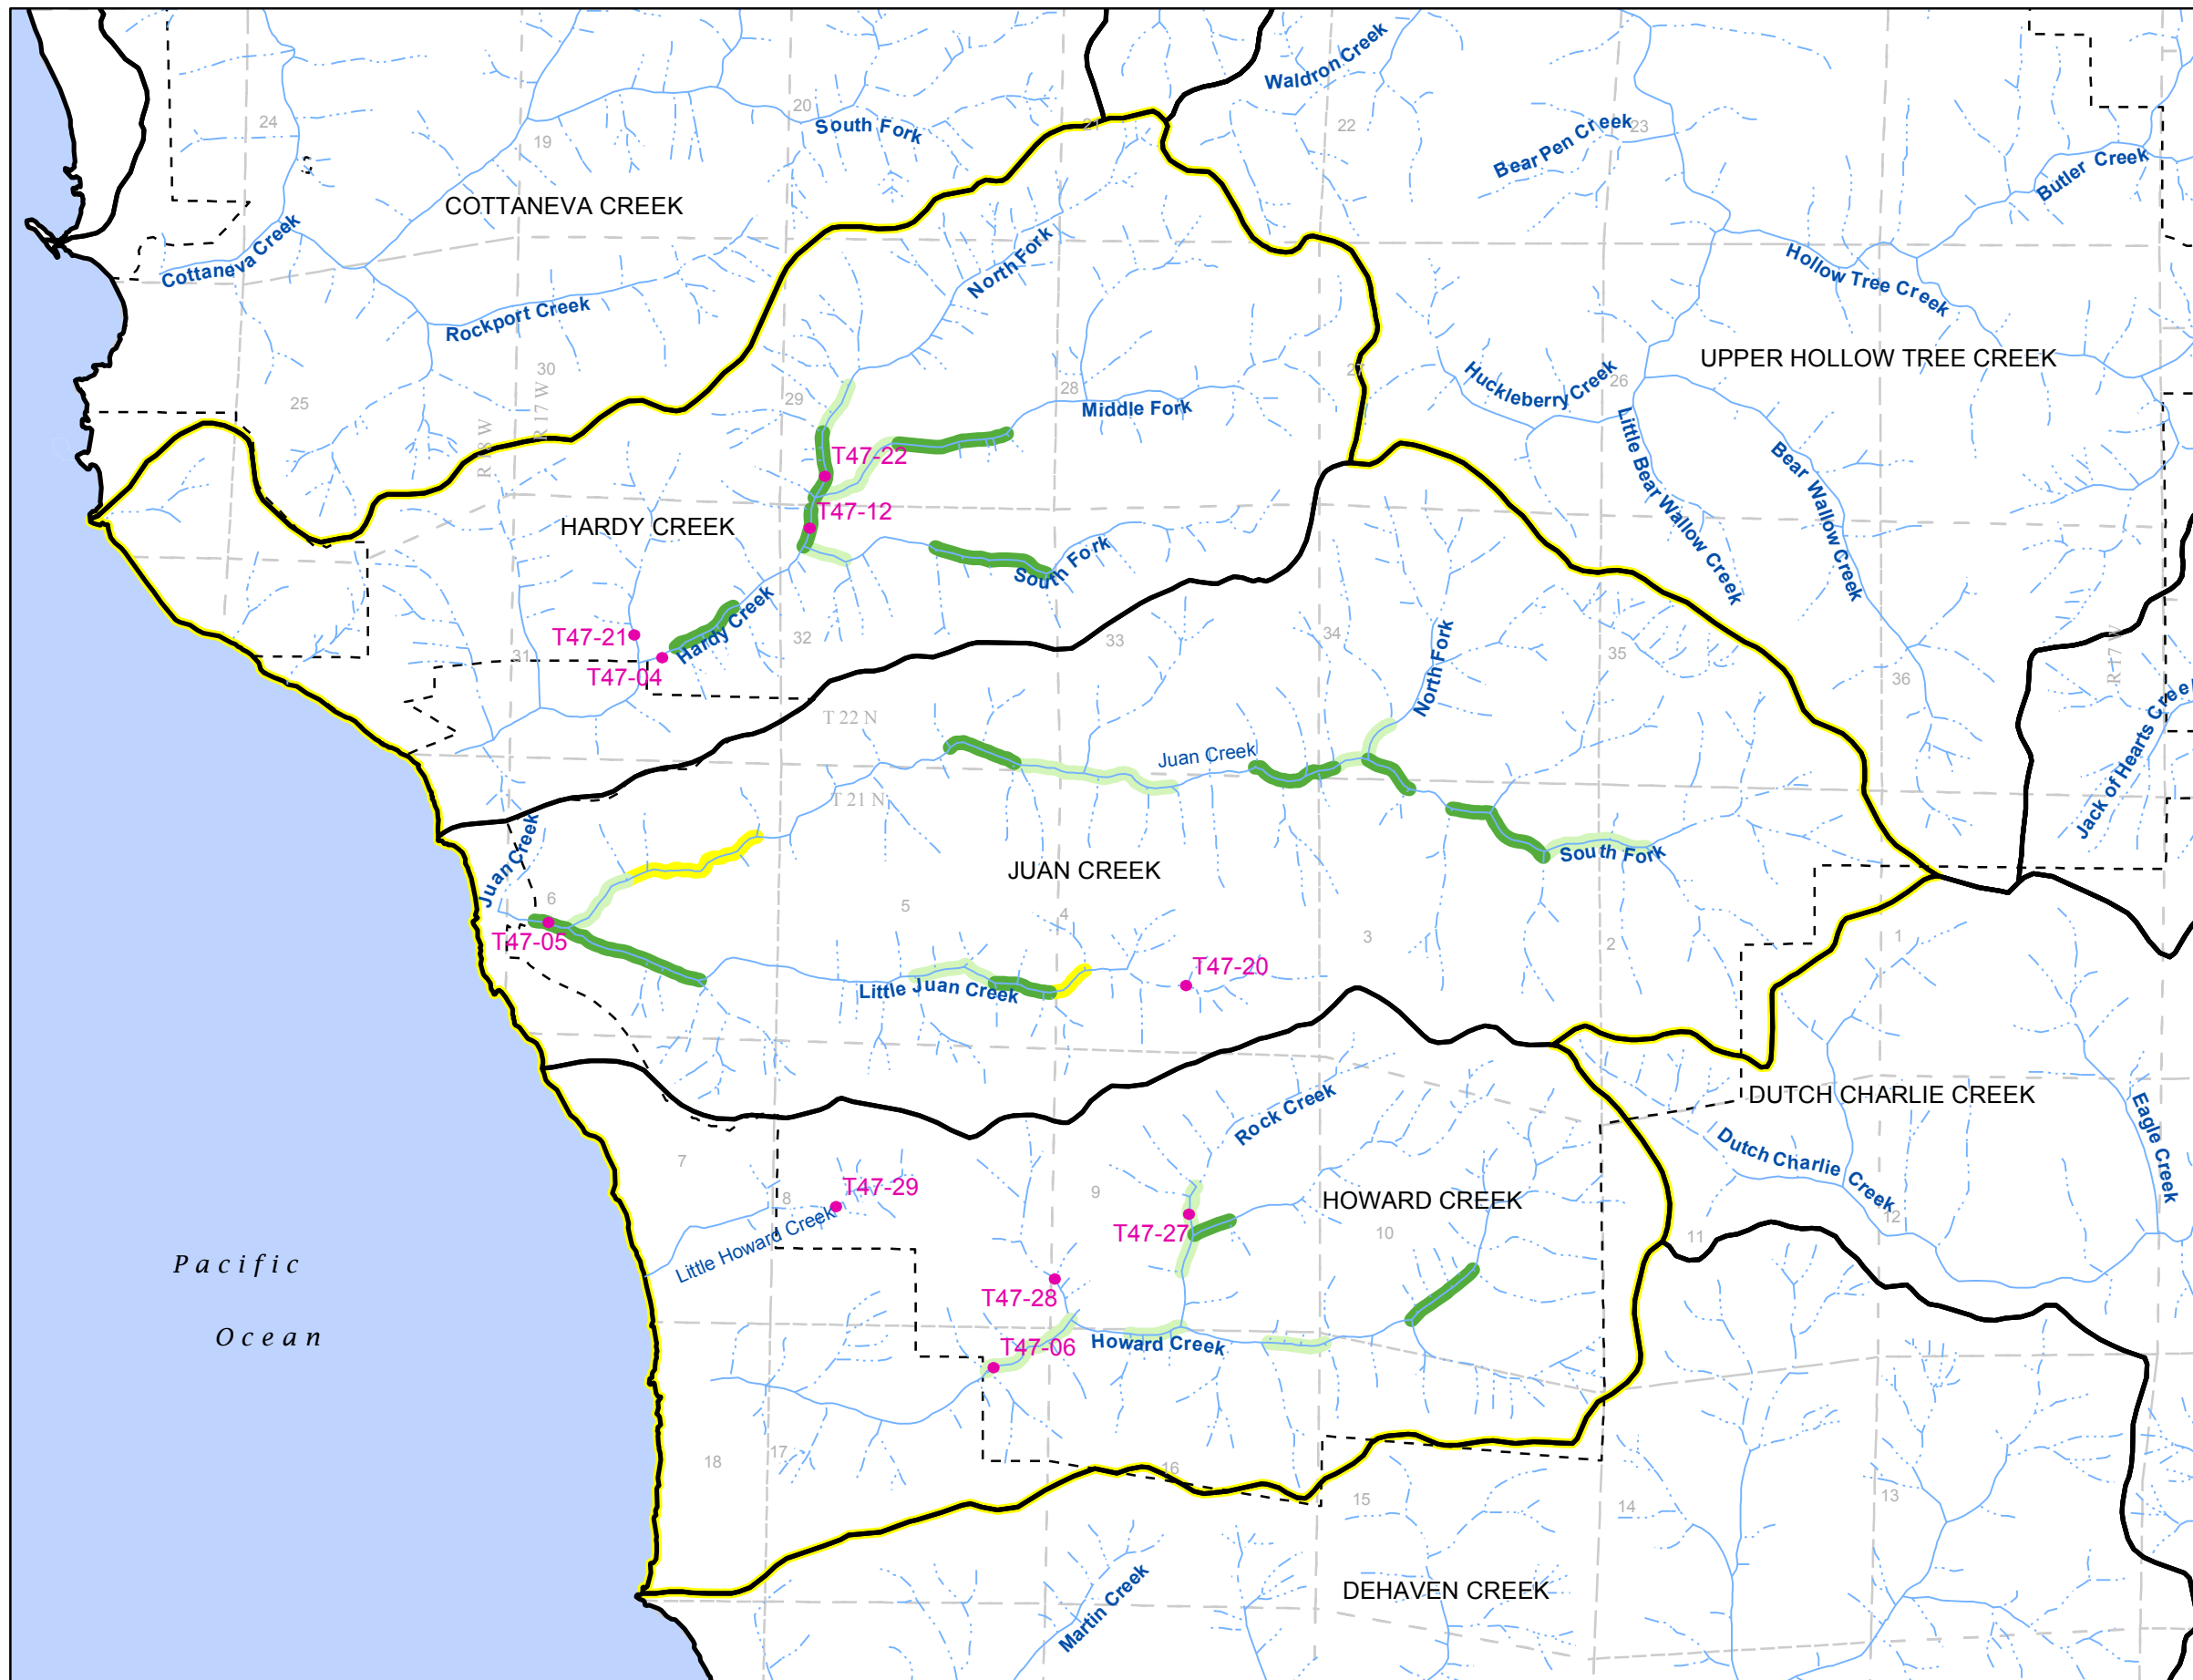 Waldron Creek
24
20
South Fork
21
22
23
Bear Pen Creek
19
Butler Creek
COTTANEVA CREEK
Cottaneva Creek
North Fork
Hollow Tree Creek
Rockport Creek
UPPER HOLLOW TREE CREEK
30
R 17 W
25
29
28
Middle Fork
27
Huckleberry Creek
26
Little Bear Wallow Creek
Bear Wallow Creek
R 18 W
T47-22
T47-12
HARDY CREEK
South Fork
Hardy Creek
T47-21
T47-04
31
32
33
34
North Fork
35
36
R 17 W
Jack of Hearts Creek
T 22 N
Juan Creek
T 21 N
Juan Creek
South Fork
JUAN CREEK
6
5
4
3
2
1
T47-05
T47-20
Little Juan Creek
DUTCH CHARLIE CREEK
Rock Creek
Eagle Creek
Dutch Charlie Creek
7
8
T47-29
9
HOWARD CREEK
10
11
12
Little Howard Creek
T47-27
Pacific
Ocean
T47-28
T47-06
Howard Creek
18
17
16
15
14
13
Martin Creek
DEHAVEN CREEK